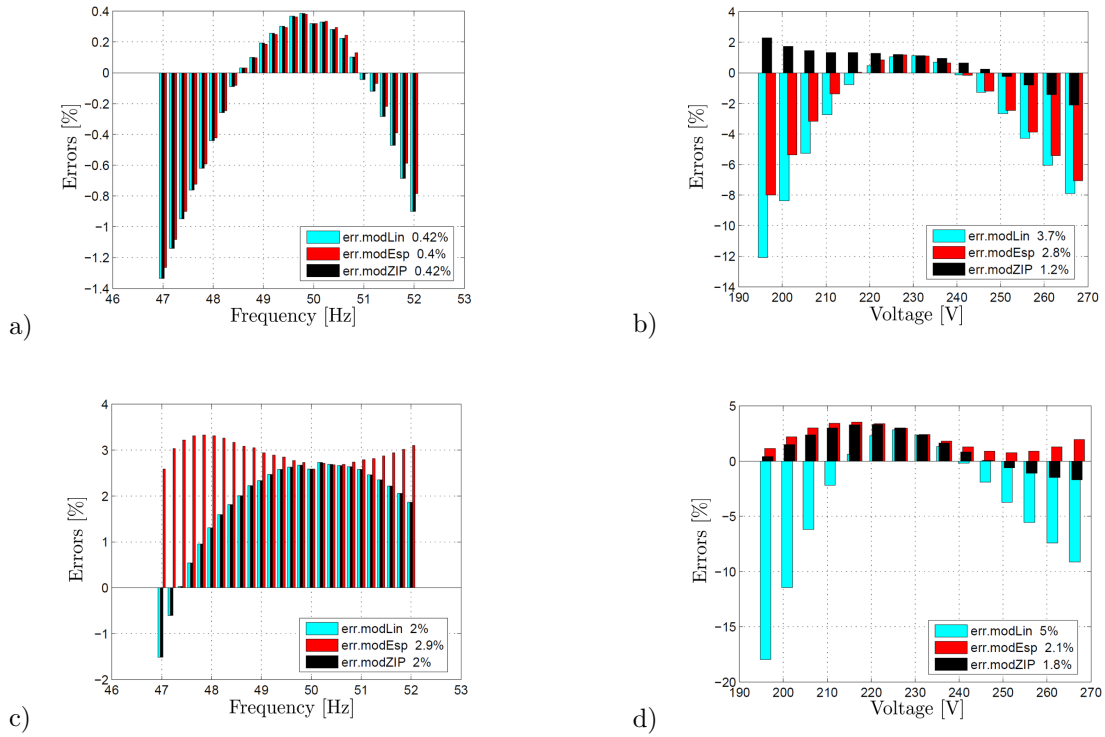 0.4
0.2
0
−0.2
−0.4
−0.6
−0.8
−1
−1.2
−1.4
Errors [%]
46 47 48 49 50 51 52 53
Frequency [Hz]
err.modLin 0.42%
err.modEsp 0.4%
err.modZIP 0.42%
a)
4
2
0
−2
−4
−6
−8
−10
−12
−14
Errors [%]
190 200 210 220 230 240 250 260 270
Voltage [V]
err.modLin 3.7%
err.modEsp 2.8%
err.modZIP 1.2%
b)
4
3
2
1
0
−1
−2
Errors [%]
46 47 48 49 50 51 52 53
Frequency [Hz]
err.modLin 2%
err.modEsp 2.9%
err.modZIP 2%
c)
5
0
−5
−10
−15
−20
Errors [%]
190 200 210 220 230 240 250 260 270
Voltage [V]
err.modLin 5%
err.modEsp 2.1%
err.modZIP 1.8%
d)